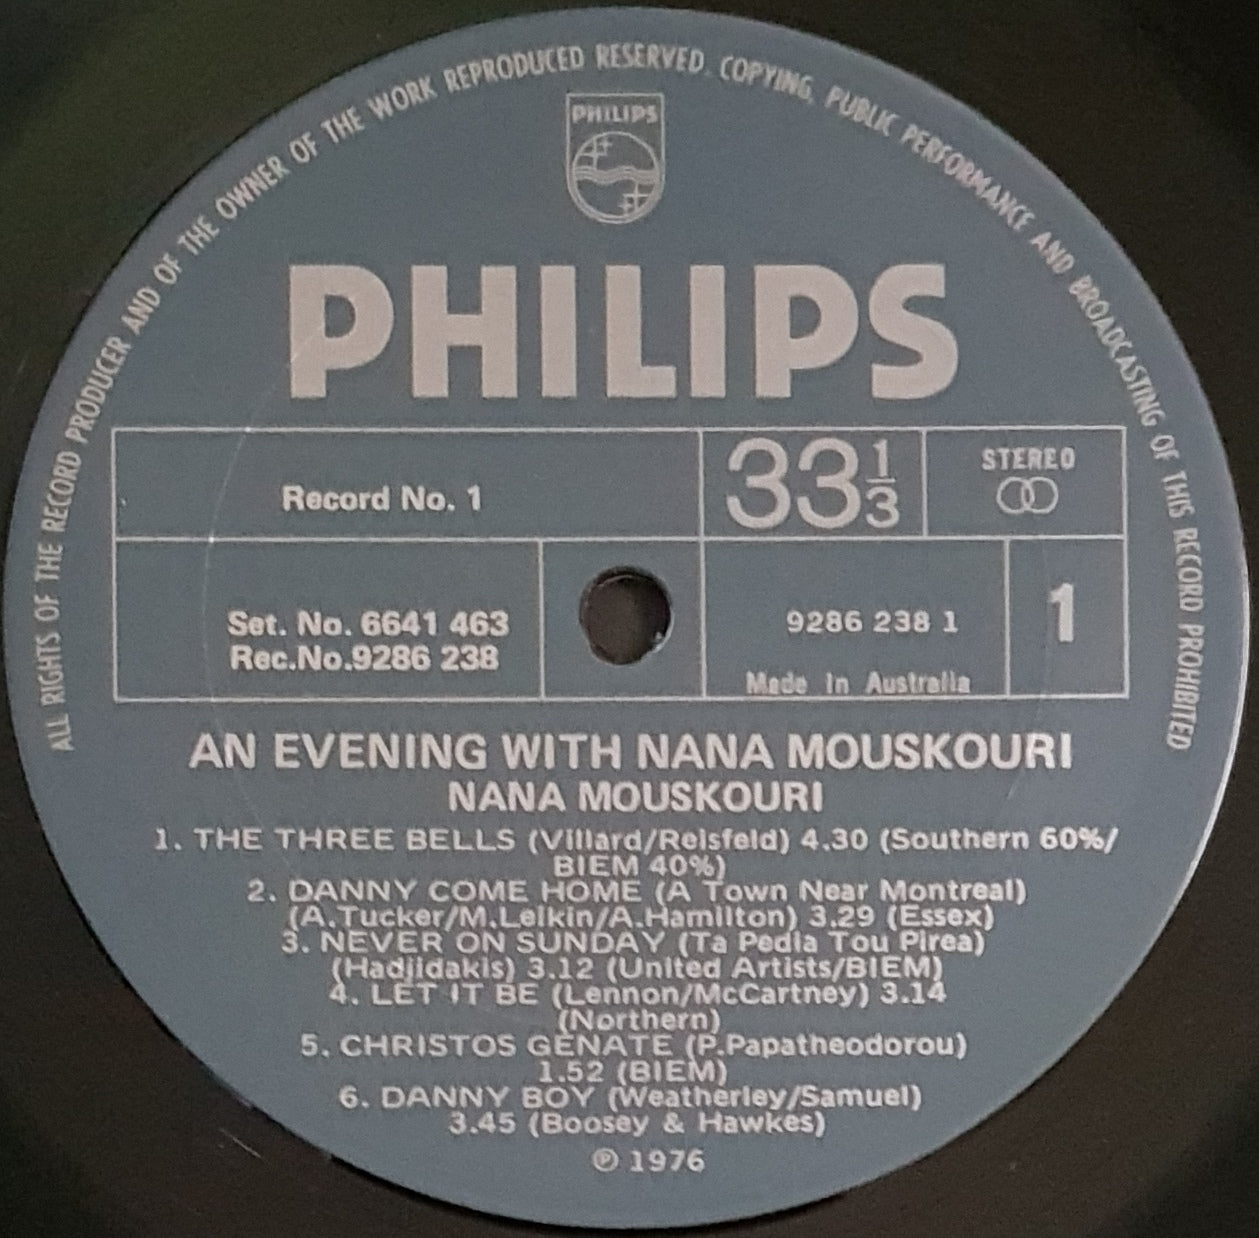 ALL RIGHTS OF THE RECORD PRODUCER AND OF THE OWNER OF THE WORK REPRODUCED RESERVED. COPYING, PUBLIC PERFORMANCE AND BROADCASTING OF THIS RECORD PROHIBITED
PHILIPS
PHILIPS
Record No. 1
33 1/3
STEREO
Set. No. 6641 463
Rec.No.9286 238
9286 238 1
Made In Australia
1
AN EVENING WITH NANA MOUSKOURI
NANA MOUSKOURI
1. THE THREE BELLS (Villard/Reisfeld) 4.30 (Southern 60%/
BIEM 40%)
2. DANNY COME HOME (A Town Near Montreal)
(A.Tucker/M.Leikin/A.Hamilton) 3.29 (Essex)
3. NEVER ON SUNDAY (Ta Pedia Tou Pirea)
(Hadjidakis) 3.12 (United Artists/BIEM)
4. LET IT BE (Lennon/McCartney) 3.14
(Northern)
5. CHRISTOS GENATE (P.Papatheodorou)
1.52 (BIEM)
6. DANNY BOY (Weatherley/Samuel)
3.45 (Boosey & Hawkes)
℗ 1976